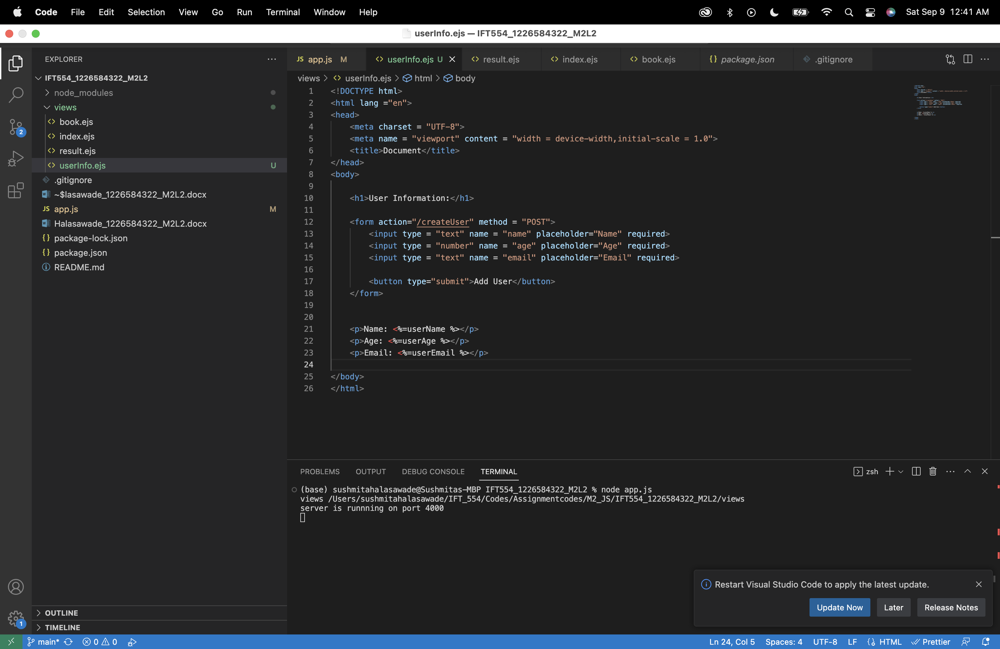 Code File Edit Selection View Go Run Terminal Window Help Sat Sep 9 12:41 AM
userInfo.ejs — IFT554_1226584322_M2L2
EXPLORER
IFT554_1226584322_M2L2
node_modules
views
book.ejs
index.ejs
result.ejs
userInfo.ejs U
.gitignore
~$lasawade_1226584322_M2L2.docx
JS app.js M
Halasawade_1226584322_M2L2.docx
{} package-lock.json
{} package.json
README.md
OUTLINE
TIMELINE
2
1
JS app.js M <> userInfo.ejs U <> result.ejs <> index.ejs <> book.ejs {} package.json .gitignore
views > <> userInfo.ejs > html > body
1 <!DOCTYPE html>
2 <html lang ="en">
3 <head>
4 <meta charset = "UTF-8">
5 <meta name = "viewport" content = "width = device-width,initial-scale = 1.0">
6 <title>Document</title>
7 </head>
8 <body>
9
10 <h1>User Information:</h1>
11
12 <form action="/createUser" method = "POST">
13 <input type = "text" name = "name" placeholder="Name" required>
14 <input type = "number" name = "age" placeholder="Age" required>
15 <input type = "text" name = "email" placeholder="Email" required>
16
17 <button type="submit">Add User</button>
18 </form>
19
20
21 <p>Name: <%=userName %></p>
22 <p>Age: <%=userAge %></p>
23 <p>Email: <%=userEmail %></p>
24
25 </body>
26 </html>
PROBLEMS OUTPUT DEBUG CONSOLE TERMINAL zsh
(base) sushmitahalasawade@Sushmitas-MBP IFT554_1226584322_M2L2 % node app.js
views /Users/sushmitahalasawade/IFT_554/Codes/Assignmentcodes/M2_JS/IFT554_1226584322_M2L2/views
server is runnning on port 4000
Restart Visual Studio Code to apply the latest update.
Update Now Later Release Notes
main* 0 0 Ln 24, Col 5 Spaces: 4 UTF-8 LF HTML Prettier